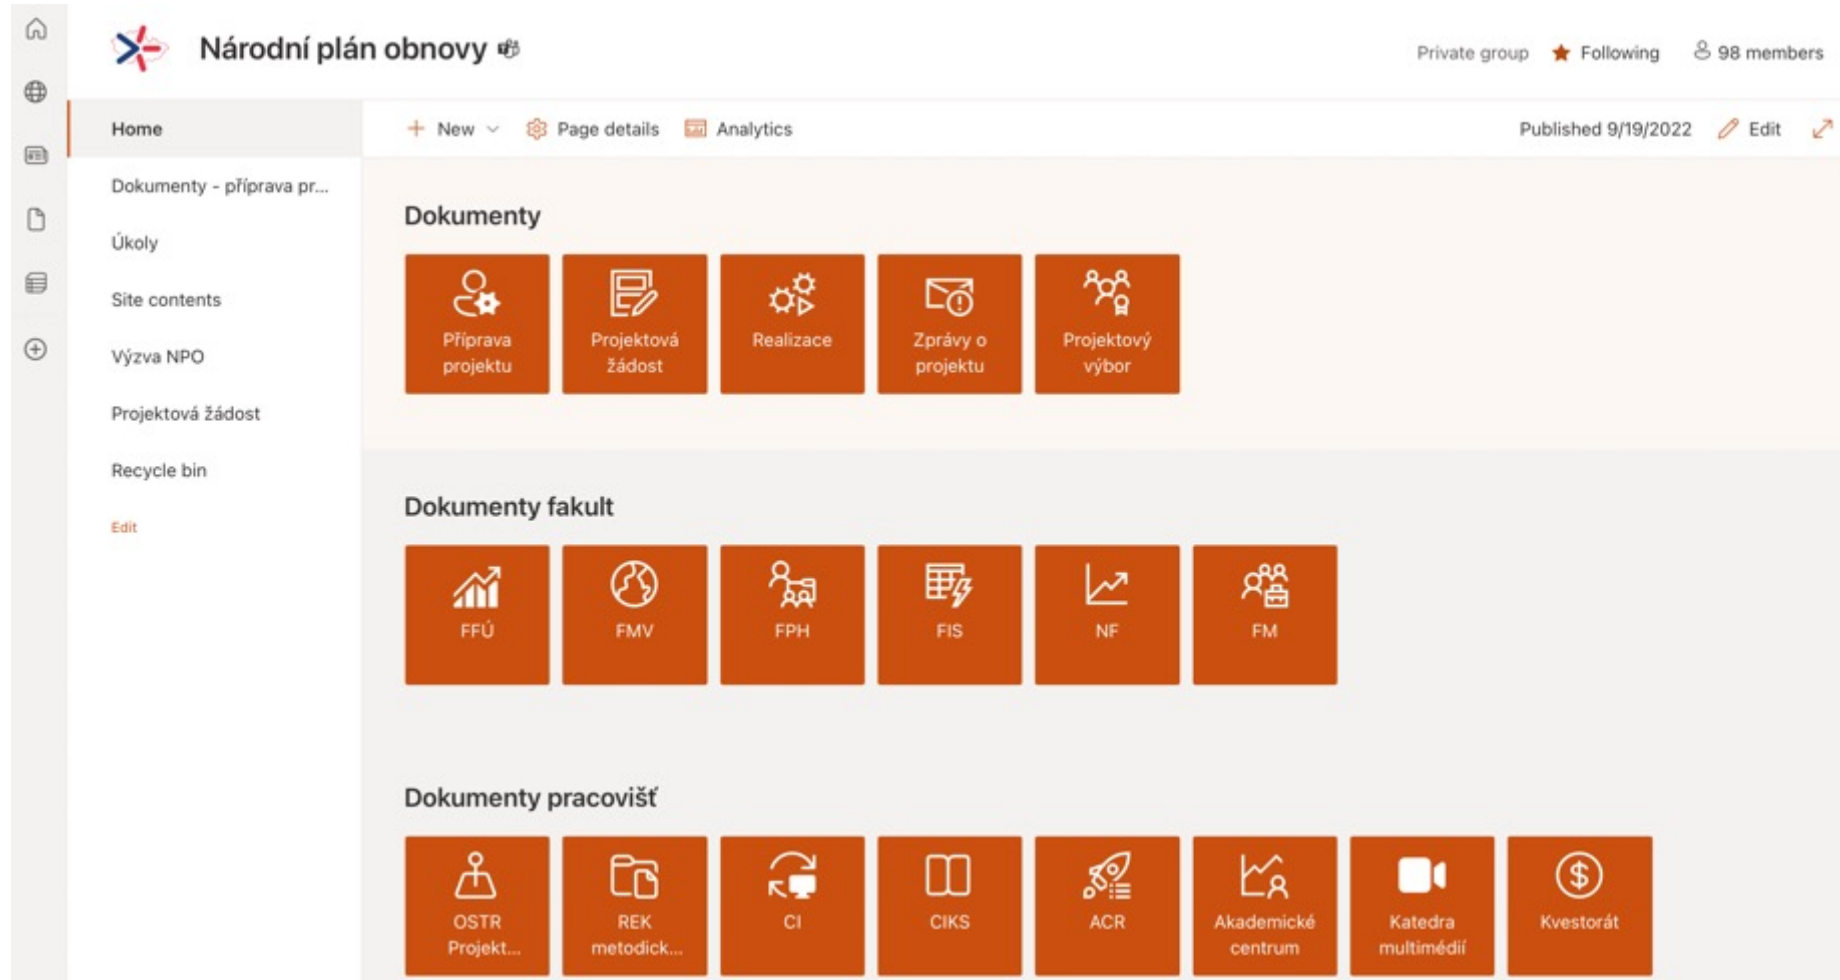 Národní plán obnovy
Private group
Following
98 members
Home
Dokumenty - příprava pr...
Úkoly
Site contents
Výzva NPO
Projektová žádost
Recycle bin
Edit
New
Page details
Analytics
Published 9/19/2022
Edit
Dokumenty
Příprava
projektu
Projektová
žádost
Realizace
Zprávy o
projektu
Projektový
výbor
Dokumenty fakult
FFÚ
FMV
FPH
FIS
NF
FM
Dokumenty pracovišť
OSTR
Projekt...
REK
metodick...
CI
CIKS
ACR
Akademické
centrum
Katedra
multimédií
Kvestorát